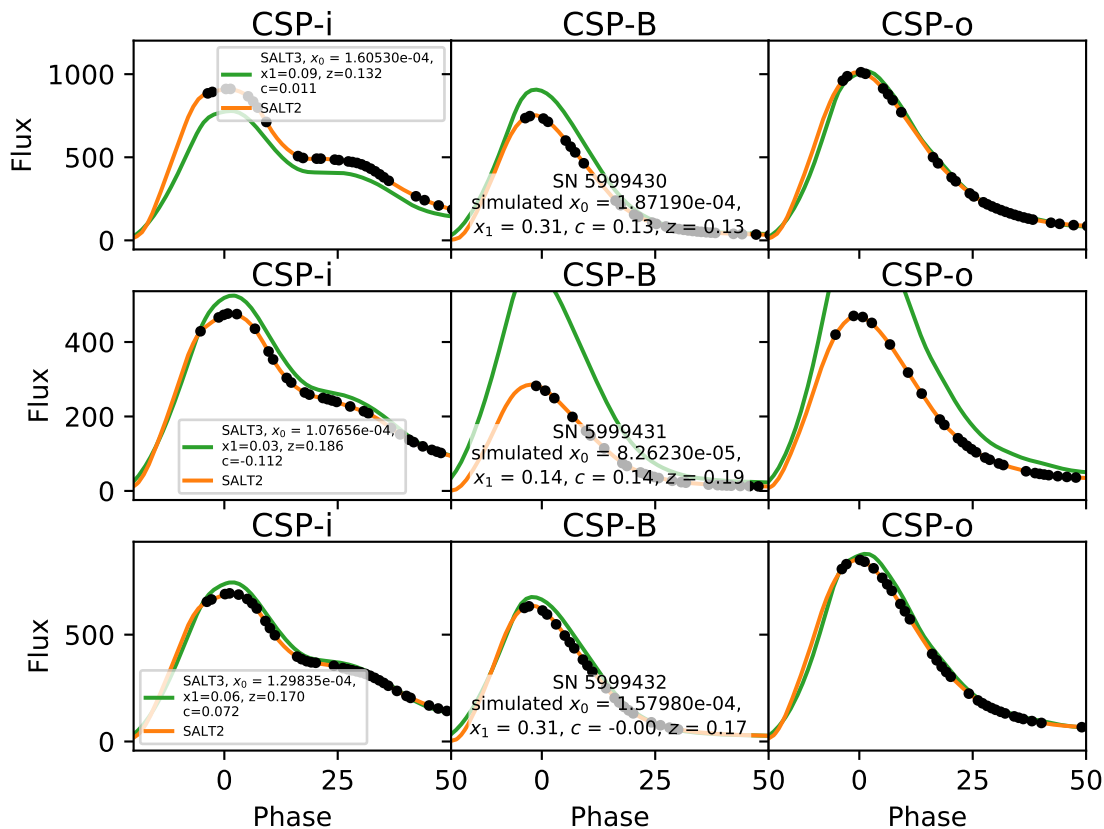 CSP-i
CSP-B
CSP-o
Flux
1000
500
0
SALT3, x₀ = 1.60530e-04,
x1=0.09, z=0.132
c=0.011
SALT2
SN 5999430
simulated x₀ = 1.87190e-04,
x₁ = 0.31, c = 0.13, z = 0.13
CSP-i
CSP-B
CSP-o
Flux
400
200
0
SALT3, x₀ = 1.07656e-04,
x1=0.03, z=0.186
c=-0.112
SALT2
SN 5999431
simulated x₀ = 8.26230e-05,
x₁ = 0.14, c = 0.14, z = 0.19
CSP-i
CSP-B
CSP-o
Flux
500
0
SALT3, x₀ = 1.29835e-04,
x1=0.06, z=0.170
c=0.072
SALT2
SN 5999432
simulated x₀ = 1.57980e-04,
x₁ = 0.31, c = -0.00, z = 0.17
0 25 50 0 25 50 0 25 50
Phase
Phase
Phase